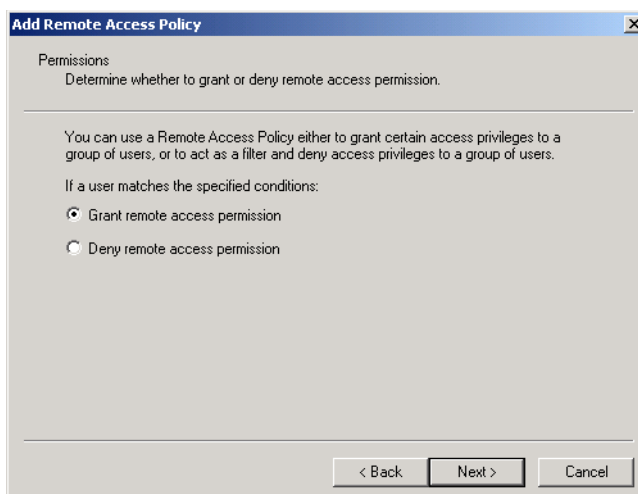 Add Remote Access Policy
Permissions
Determine whether to grant or deny remote access permission.
You can use a Remote Access Policy either to grant certain access privileges to a
group of users, or to act as a filter and deny access privileges to a group of users.
If a user matches the specified conditions:
Grant remote access permission
Deny remote access permission
< Back
Next >
Cancel